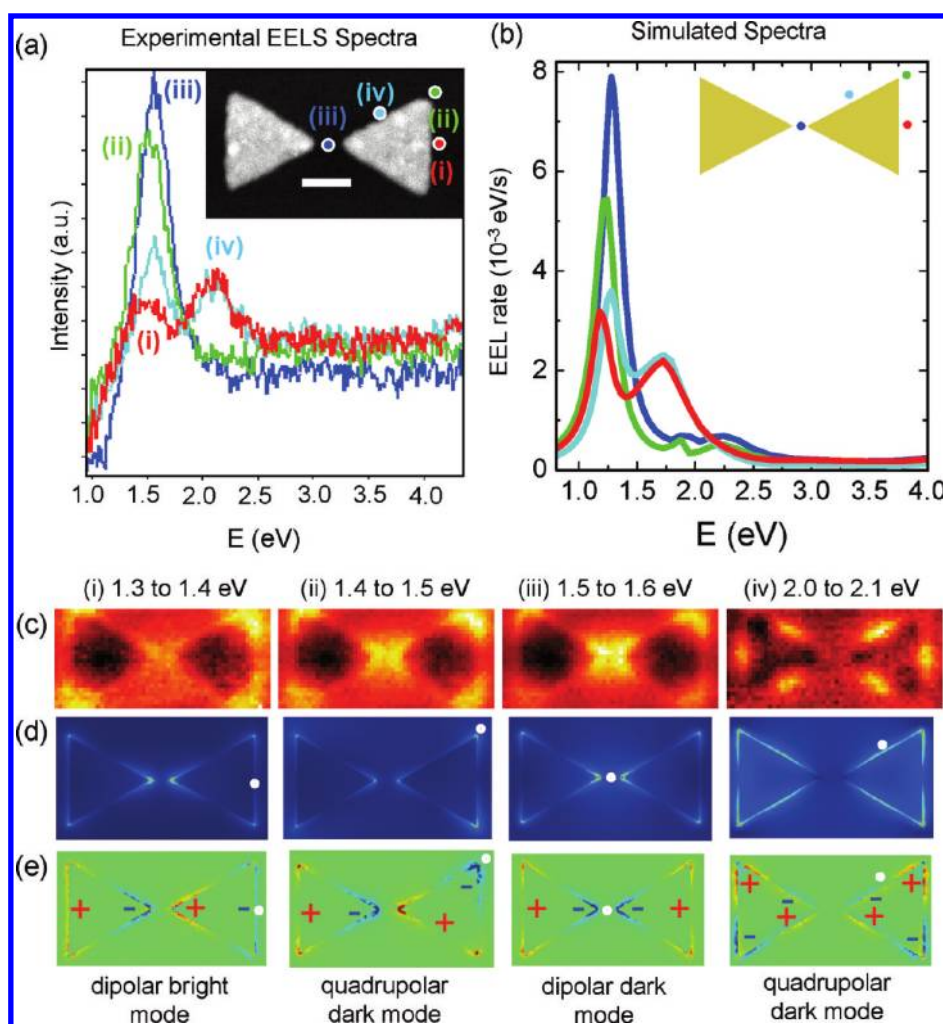 (a)
Experimental EELS Spectra
(iii)
(ii)
(iv)
(i)
(iii)
(iv)
(ii)
(i)
Intensity (a.u.)
1.0 1.5 2.0 2.5 3.0 3.5 4.0
E (eV)
(b)
Simulated Spectra
EEL rate (10⁻³ eV/s)
8
6
4
2
0
1.0 1.5 2.0 2.5 3.0 3.5 4.0
E (eV)
(i) 1.3 to 1.4 eV
(ii) 1.4 to 1.5 eV
(iii) 1.5 to 1.6 eV
(iv) 2.0 to 2.1 eV
(c)
(d)
(e)
+ - + -
+ - + -
+ - - +
+ - + - + - + -
dipolar bright
mode
quadrupolar
dark mode
dipolar dark
mode
quadrupolar
dark mode